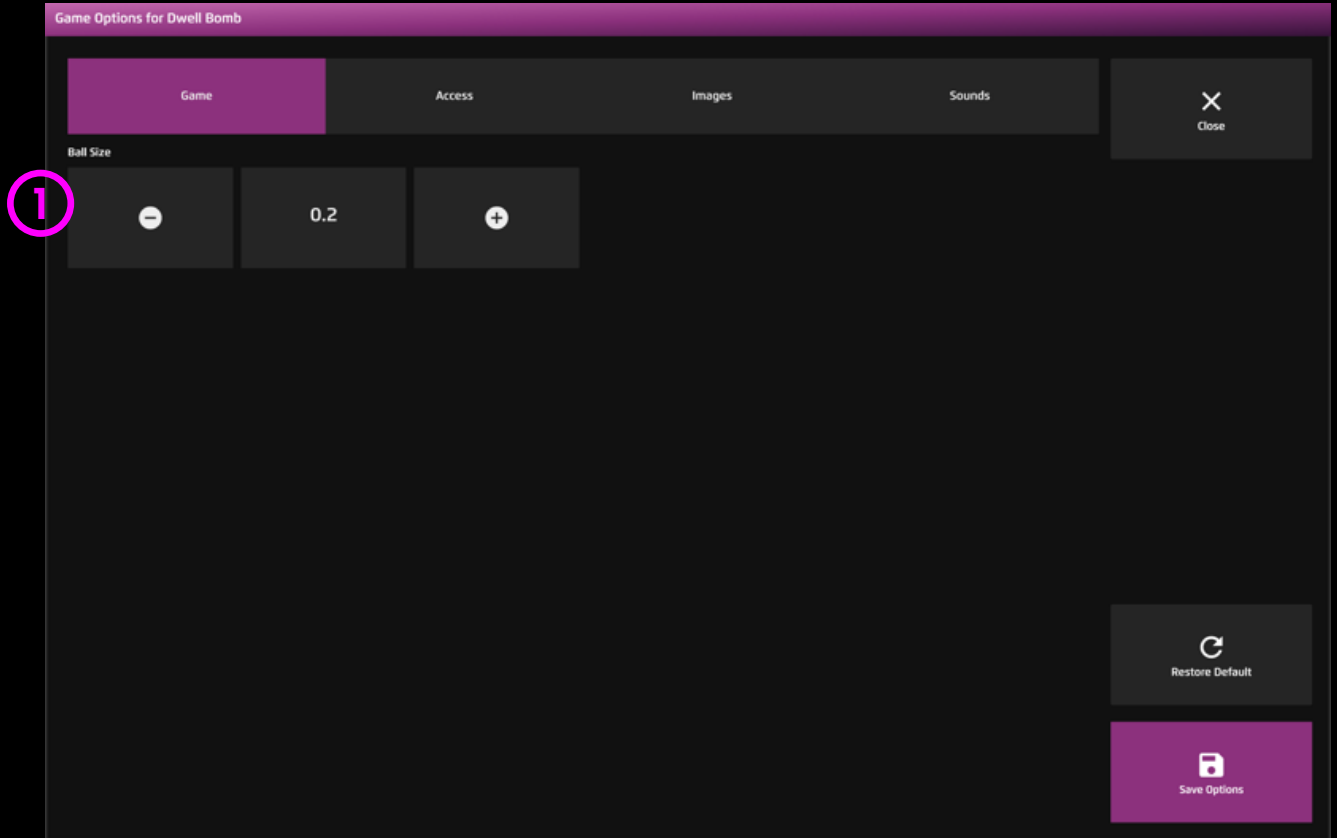 Game Options for Dwell Bomb
Game Access Images Sounds
Close
Ball Size
1
0.2
Restore Default
Save Options